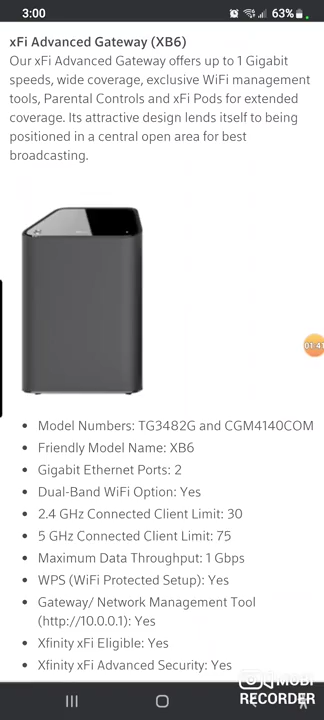 3:00
63%
xFi Advanced Gateway (XB6)
Our xFi Advanced Gateway offers up to 1 Gigabit
speeds, wide coverage, exclusive WiFi management
tools, Parental Controls and xFi Pods for extended
coverage. Its attractive design lends itself to being
positioned in a central open area for best
broadcasting.
01:41
• Model Numbers: TG3482G and CGM4140COM
• Friendly Model Name: XB6
• Gigabit Ethernet Ports: 2
• Dual-Band WiFi Option: Yes
• 2.4 GHz Connected Client Limit: 30
• 5 GHz Connected Client Limit: 75
• Maximum Data Throughput: 1 Gbps
• WPS (WiFi Protected Setup): Yes
• Gateway/ Network Management Tool
(http://10.0.0.1): Yes
• Xfinity xFi Eligible: Yes
• Xfinity xFi Advanced Security: Yes
MOBI
RECORDER